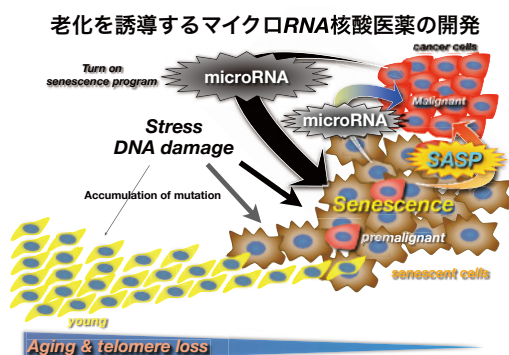 老化を誘導するマイクロRNA核酸医薬の開発
cancer cells
Turn on
senescence program
microRNA
Malignant
microRNA
Stress
DNA damage
SASP
Accumulation of mutation
Senescence
premalignant
senescent cells
young
Aging & telomere loss